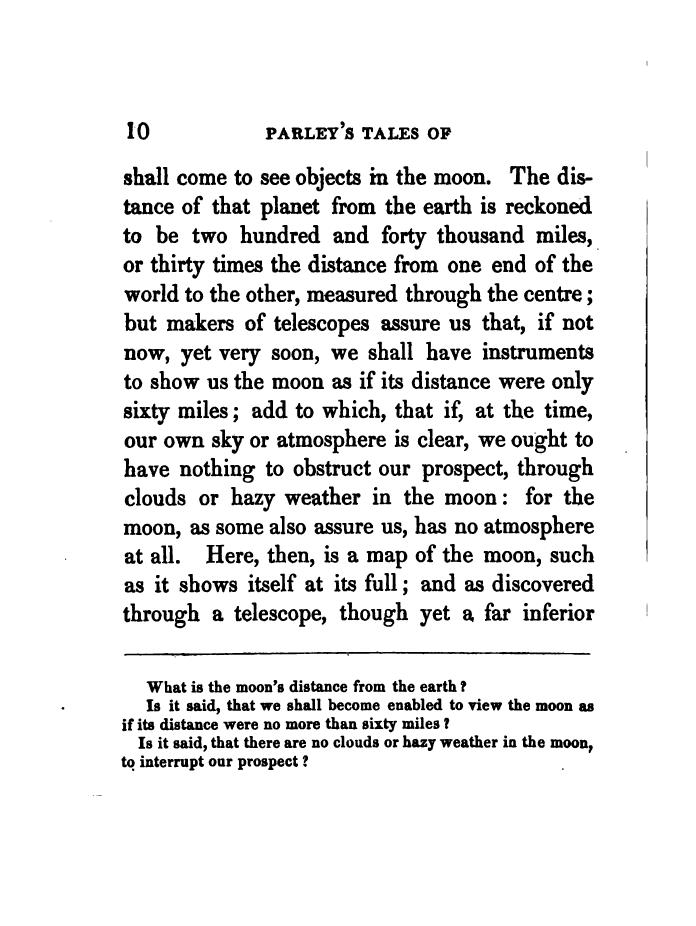 10 PARLEY'S TALES OF
shall come to see objects in the moon. The dis-
tance of that planet from the earth is reckoned
to be two hundred and forty thousand miles,
or thirty times the distance from one end of the
world to the other, measured through the centre;
but makers of telescopes assure us that, if not
now, yet very soon, we shall have instruments
to show us the moon as if its distance were only
sixty miles; add to which, that if, at the time,
our own sky or atmosphere is clear, we ought to
have nothing to obstruct our prospect, through
clouds or hazy weather in the moon: for the
moon, as some also assure us, has no atmosphere
at all. Here, then, is a map of the moon, such
as it shows itself at its full; and as discovered
through a telescope, though yet a far inferior
What is the moon's distance from the earth?
Is it said, that we shall become enabled to view the moon as
if its distance were no more than sixty miles?
Is it said, that there are no clouds or hazy weather in the moon,
to interrupt our prospect?